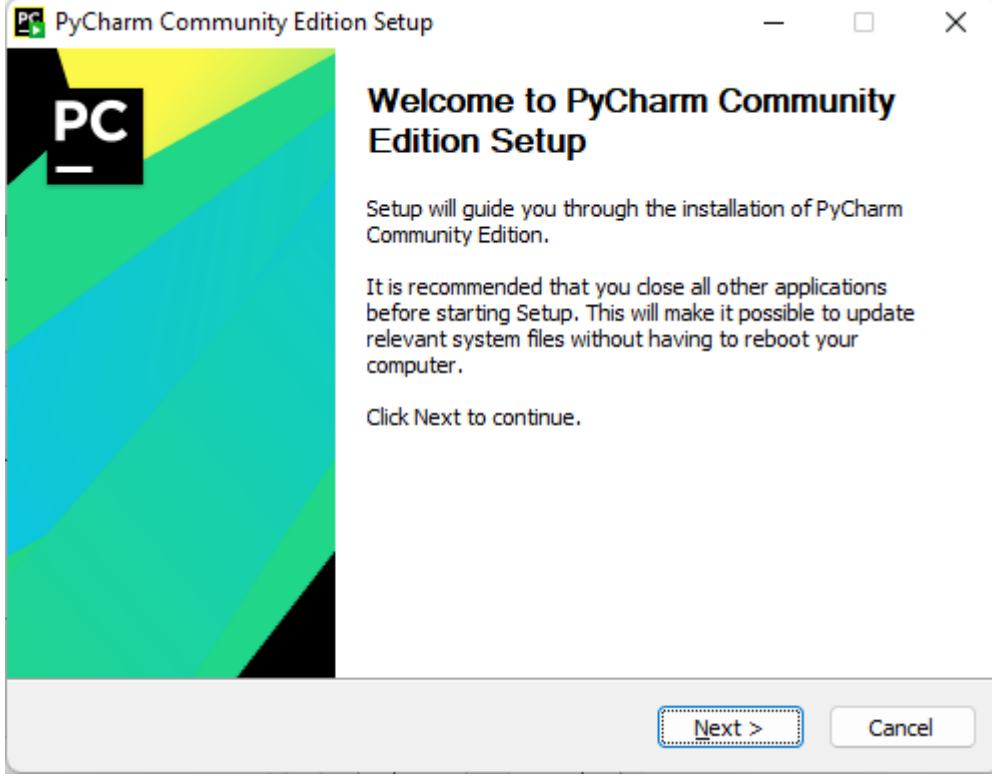 PyCharm Community Edition Setup
PC
Welcome to PyCharm Community
Edition Setup
Setup will guide you through the installation of PyCharm
Community Edition.
It is recommended that you close all other applications
before starting Setup. This will make it possible to update
relevant system files without having to reboot your
computer.
Click Next to continue.
Next >
Cancel